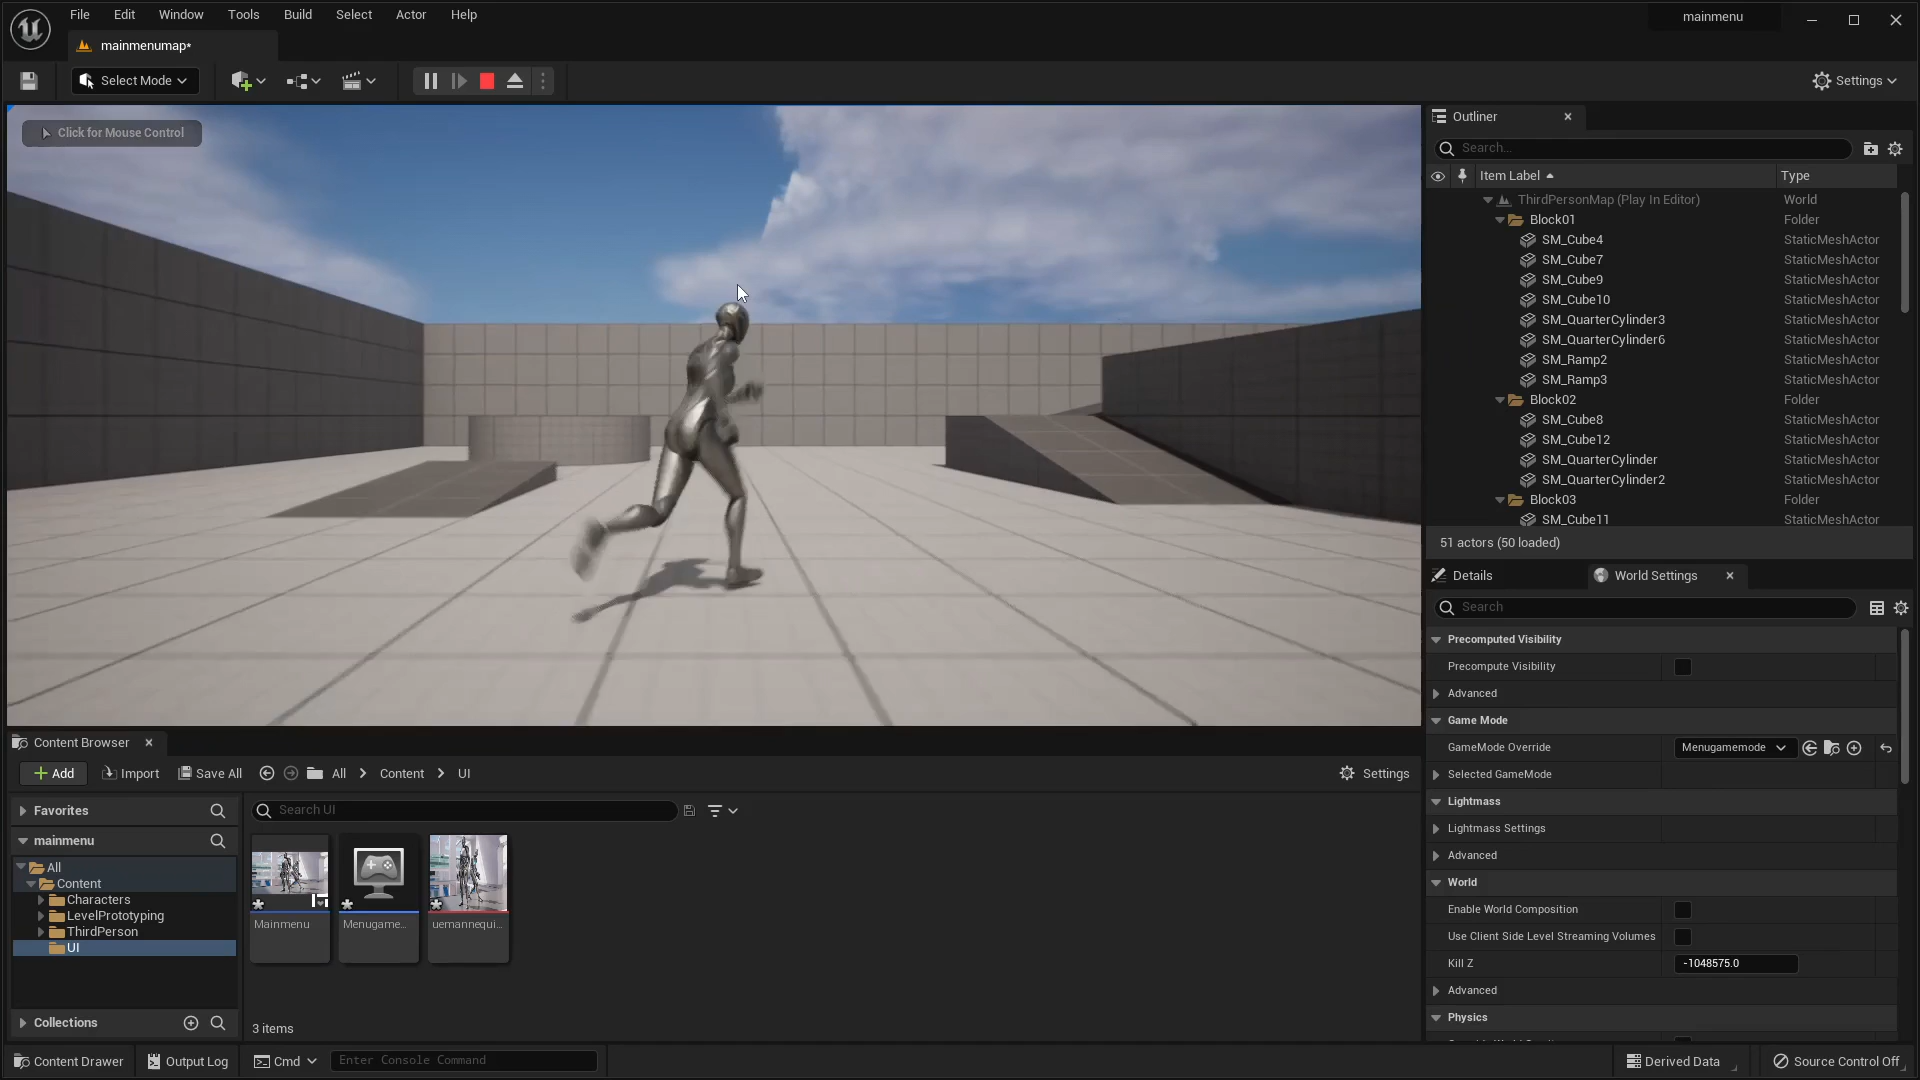 File Edit Window Tools Build Select Actor Help
mainmenu
mainmenumap*
Select Mode
Settings
Click for Mouse Control
Outliner
Search...
Item Label Type
ThirdPersonMap (Play In Editor) World
Block01 Folder
SM_Cube4 StaticMeshActor
SM_Cube7 StaticMeshActor
SM_Cube9 StaticMeshActor
SM_Cube10 StaticMeshActor
SM_QuarterCylinder3 StaticMeshActor
SM_QuarterCylinder6 StaticMeshActor
SM_Ramp2 StaticMeshActor
SM_Ramp3 StaticMeshActor
Block02 Folder
SM_Cube8 StaticMeshActor
SM_Cube12 StaticMeshActor
SM_QuarterCylinder StaticMeshActor
SM_QuarterCylinder2 StaticMeshActor
Block03 Folder
SM_Cube11 StaticMeshActor
51 actors (50 loaded)
Details World Settings
Search
Precomputed Visibility
Precompute Visibility
Advanced
Game Mode
GameMode Override Menugamemode
Selected GameMode
Lightmass
Lightmass Settings
Advanced
World
Enable World Composition
Use Client Side Level Streaming Volumes
Kill Z -1048575.0
Advanced
Physics
Content Browser
Add Import Save All All Content UI Settings
Favorites
Search UI
mainmenu
All
Content
Characters
LevelPrototyping
ThirdPerson
UI
Collections
Mainmenu Menugame... uemannequi...
3 items
Content Drawer Output Log Cmd Enter Console Command Derived Data Source Control Off